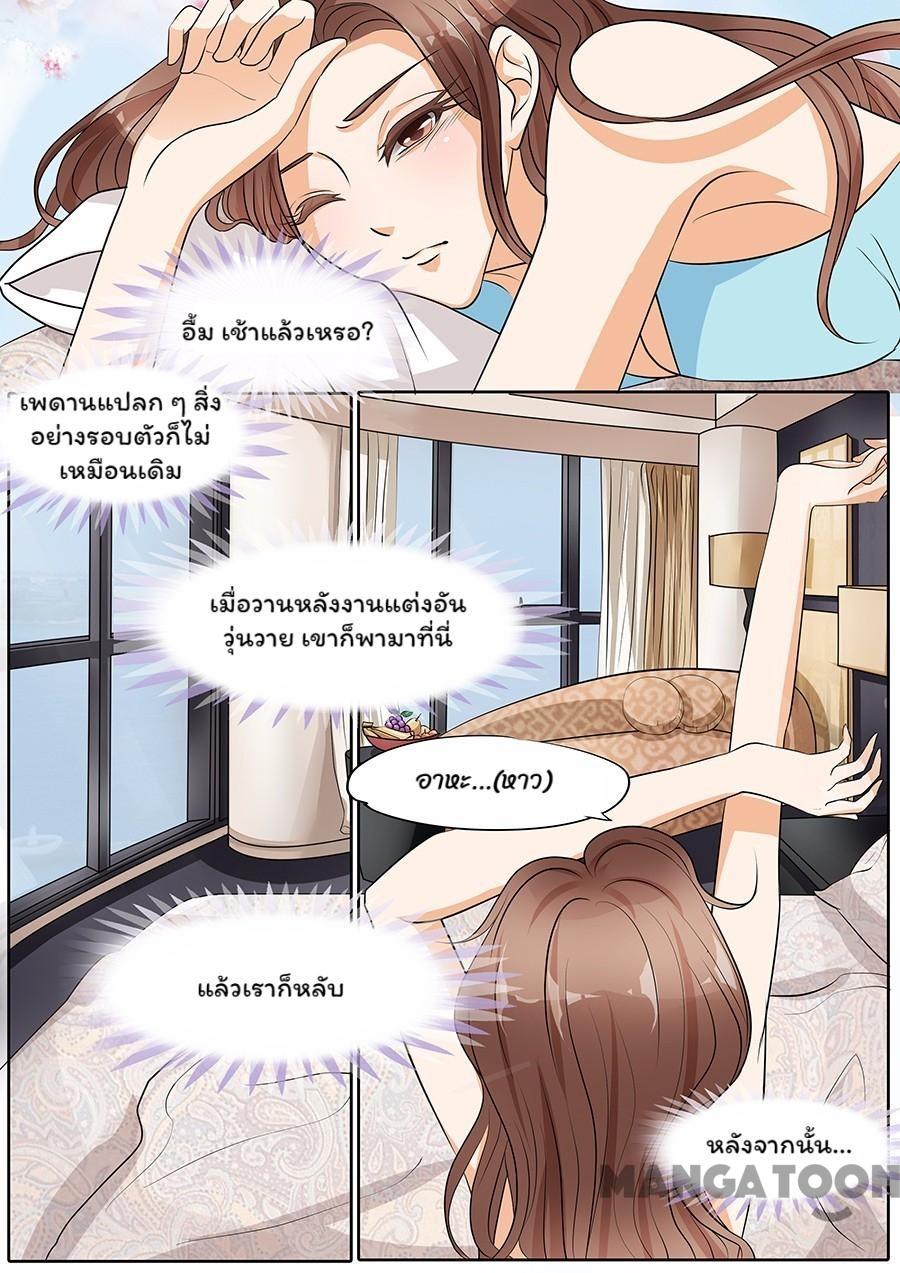 อื้ม เช้าแล้วเหรอ?
เพดานแปลก ๆ สิ่ง
อย่างรอบตัวก็ไม่
เหมือนเดิม
เมื่อวานหลังงานแต่งอัน
วุ่นวาย เขาก็พามาที่นี่
อาหะ...(หาว)
แล้วเราก็หลับ
หลังจากนั้น...
MANGATOON